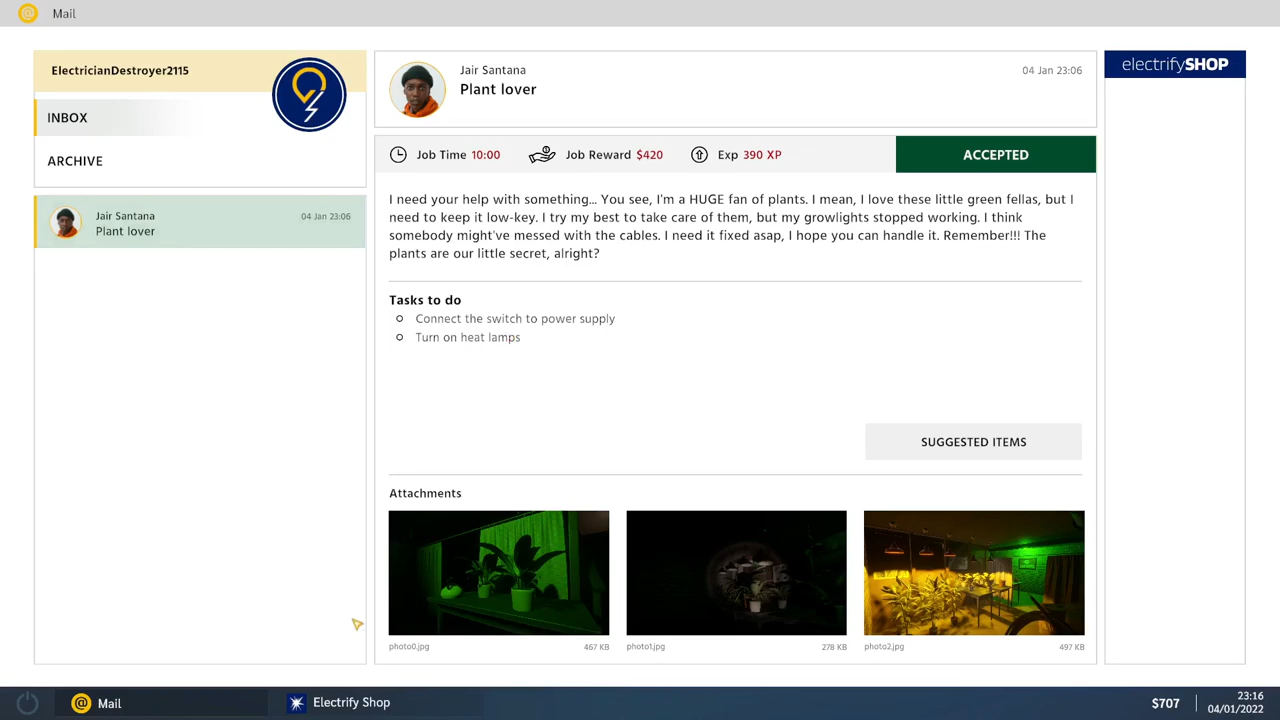 Mail
ElectricianDestroyer2115
INBOX
ARCHIVE
Jair Santana
04 Jan 23:06
Plant lover
Jair Santana
04 Jan 23:06
Plant lover
Job Time 10:00
Job Reward $420
Exp 390 XP
ACCEPTED
I need your help with something... You see, I'm a HUGE fan of plants. I mean, I love these little green fellas, but I
need to keep it low-key. I try my best to take care of them, but my growlights stopped working. I think
somebody might've messed with the cables. I need it fixed asap, I hope you can handle it. Remember!!! The
plants are our little secret, alright?
Tasks to do
Connect the switch to power supply
Turn on heat lamps
SUGGESTED ITEMS
Attachments
photo0.jpg
467 KB
photo1.jpg
278 KB
photo2.jpg
497 KB
electrifySHOP
Mail
Electrify Shop
$707
23:16
04/01/2022